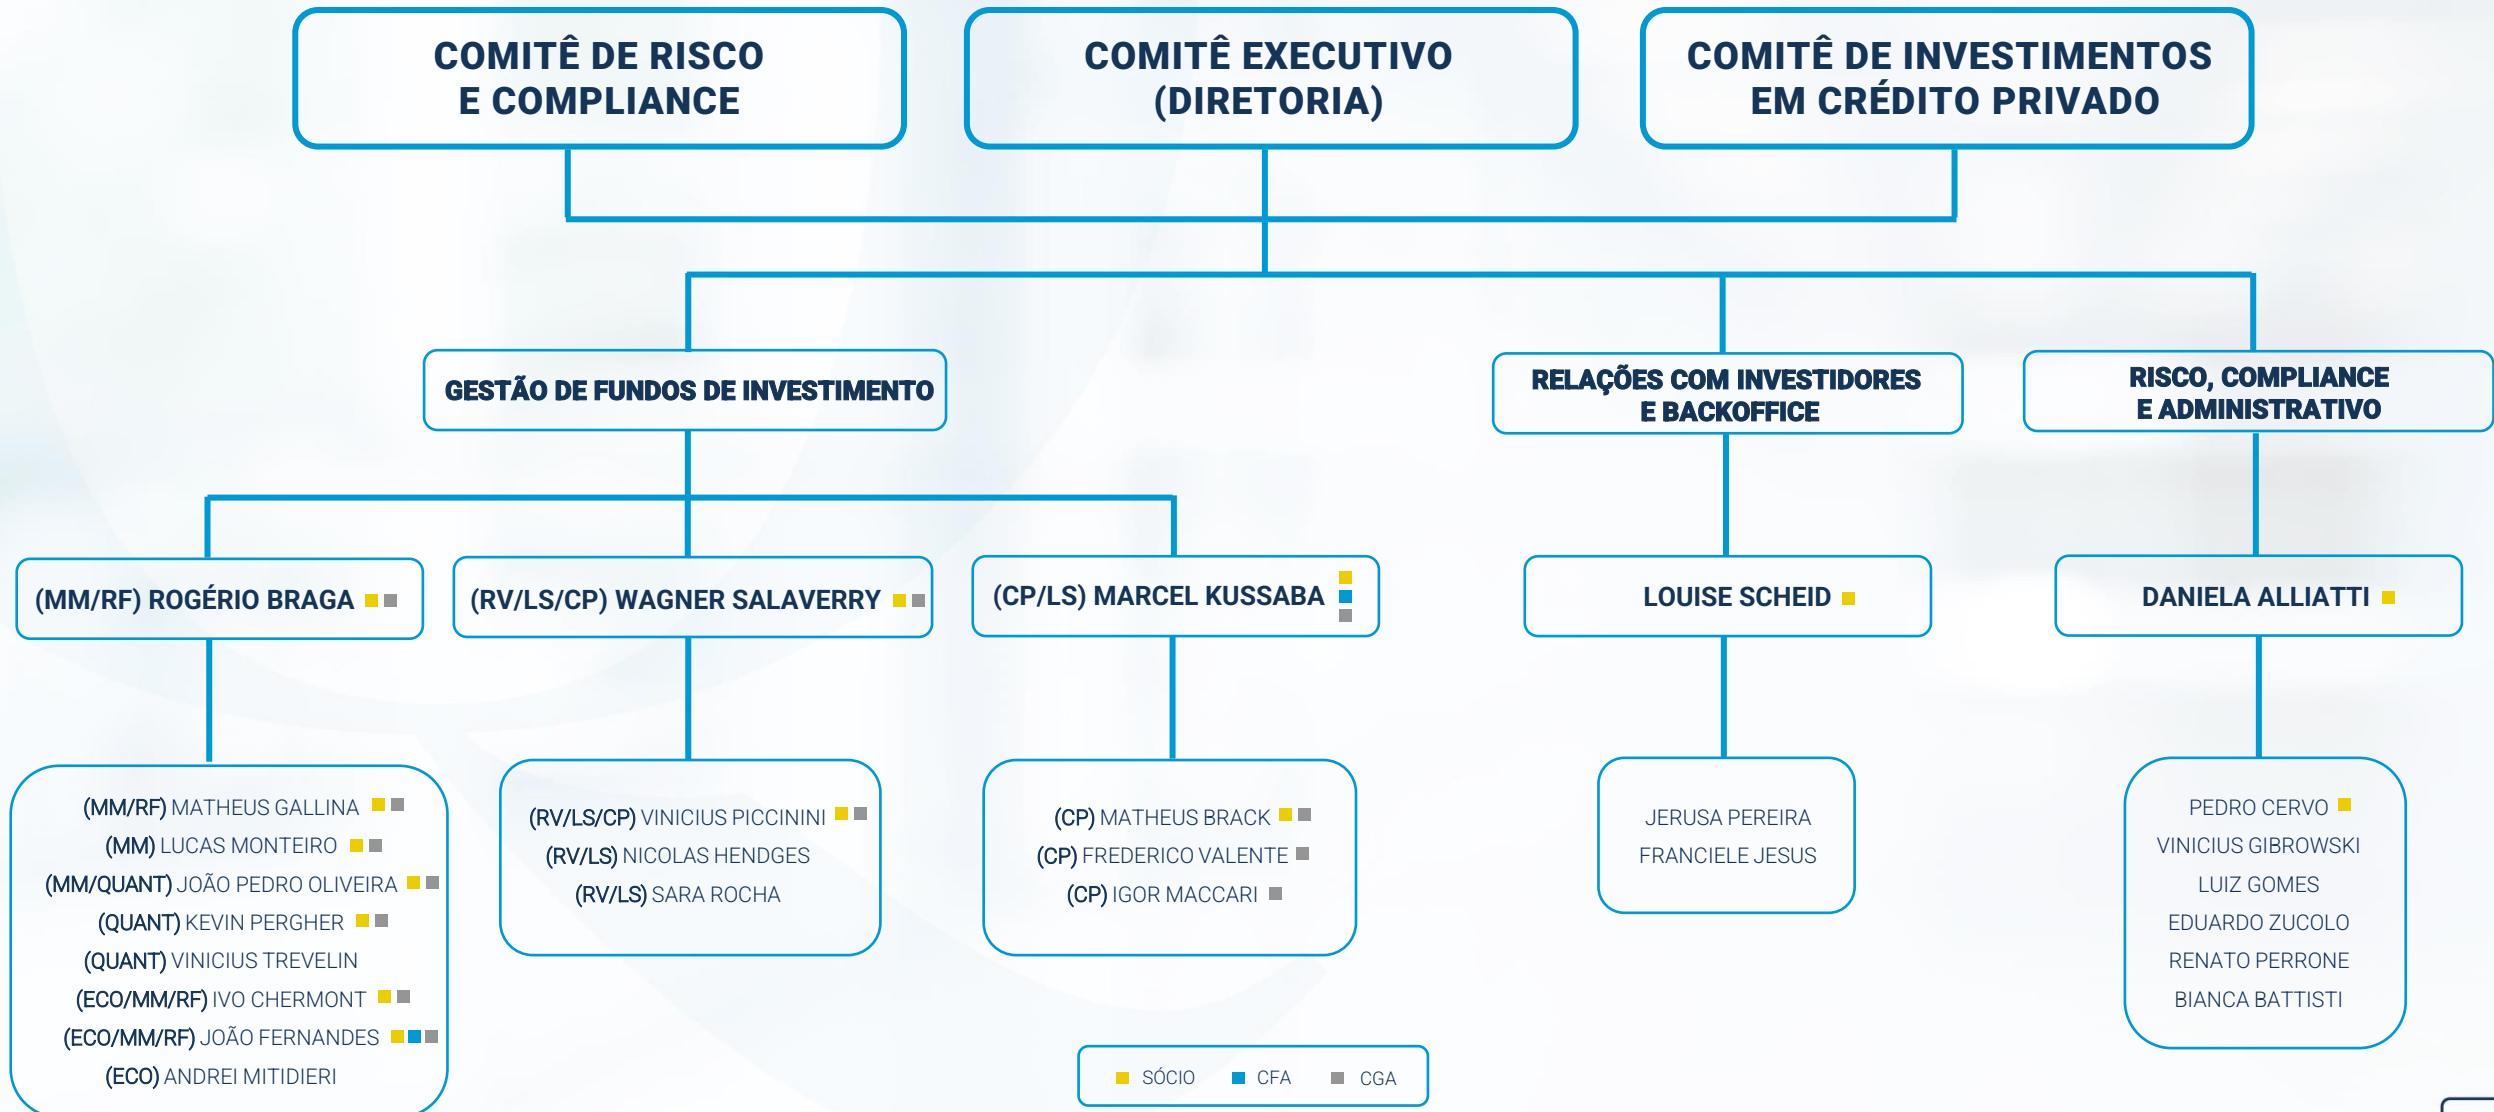 COMITÊ DE RISCO
E COMPLIANCE
COMITÊ EXECUTIVO
(DIRETORIA)
COMITÊ DE INVESTIMENTOS
EM CRÉDITO PRIVADO
GESTÃO DE FUNDOS DE INVESTIMENTO
RELAÇÕES COM INVESTIDORES
E BACKOFFICE
RISCO, COMPLIANCE
E ADMINISTRATIVO
(MM/RF) ROGÉRIO BRAGA
(RV/LS/CP) WAGNER SALAVERRY
(CP/LS) MARCEL KUSSABA
LOUISE SCHEID
DANIELA ALLIATTI
(MM/RF) MATHEUS GALLINA
(MM) LUCAS MONTEIRO
(MM/QUANT) JOÃO PEDRO OLIVEIRA
(QUANT) KEVIN PERGHER
(QUANT) VINICIUS TREVELIN
(ECO/MM/RF) IVO CHERMONT
(ECO/MM/RF) JOÃO FERNANDES
(ECO) ANDREI MITIDIERI
(RV/LS/CP) VINICIUS PICCININI
(RV/LS) NICOLAS HENDGES
(RV/LS) SARA ROCHA
(CP) MATHEUS BRACK
(CP) FREDERICO VALENTE
(CP) IGOR MACCARI
JERUSA PEREIRA
FRANCIELE JESUS
PEDRO CERVO
VINICIUS GIBROWSKI
LUIZ GOMES
EDUARDO ZUCOLO
RENATO PERRONE
BIANCA BATTISTI
SÓCIO
CFA
CGA